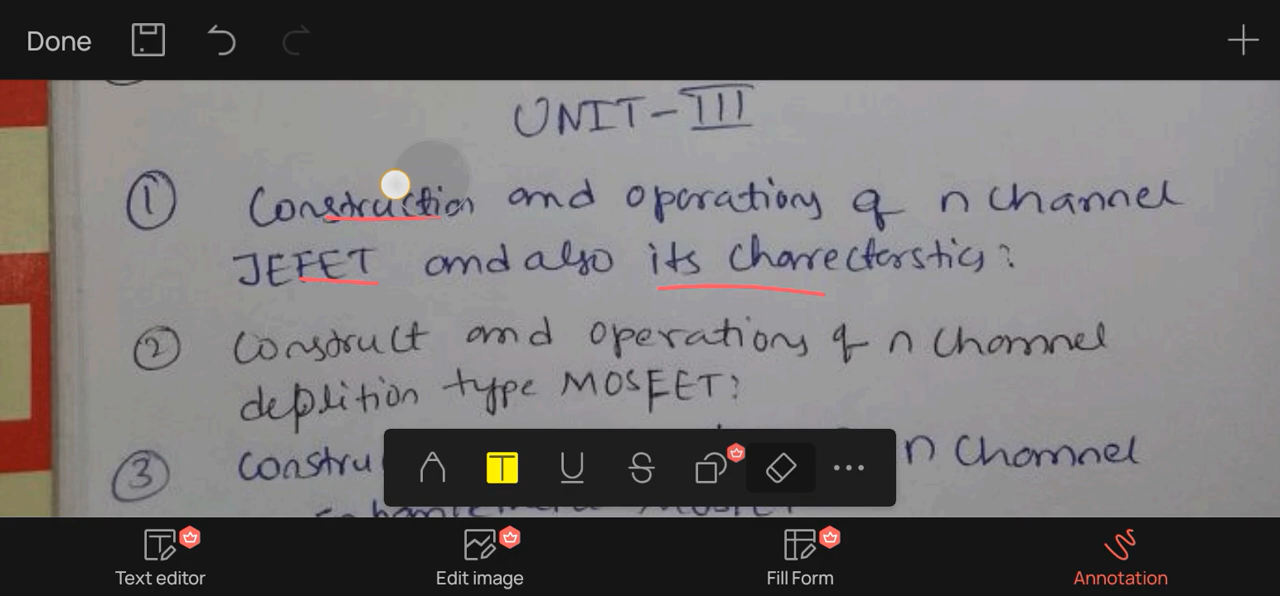 Done
UNIT-III
① Construction and operations of n channel
JEFET and also its charecterstics?
② Construct and operations of n channel
deplition type MOSFET?
③ Constru n Channel
Text editor Edit image Fill Form Annotation